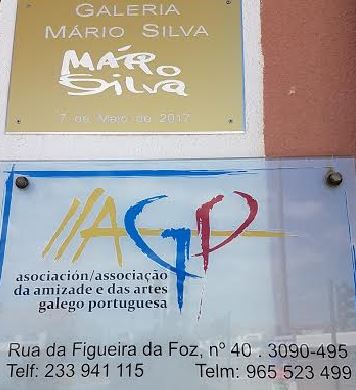 GALERIA
MÁRIO SILVA
MÁRIO
Silva
7 de Maio de 2017
//AGP
asociación/associação
da amizade e das artes
galego portuguesa
Rua da Figueira da Foz, nº 40 . 3090-495
Telf: 233 941 115 Telm: 965 523 499